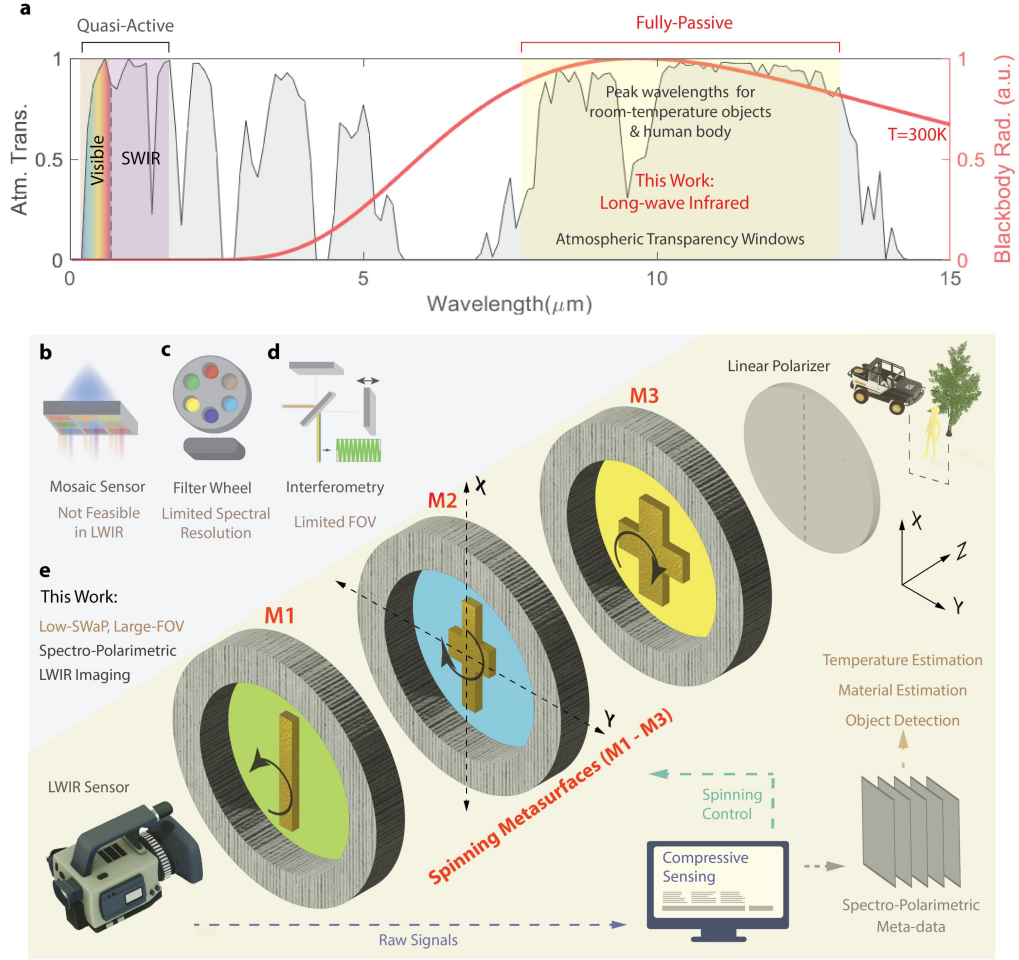 a
Quasi-Active
Fully-Passive
1
0.5
0
Atm. Trans.
Visible
SWIR
Peak wavelengths for
room-temperature objects
& human body
This Work:
Long-wave Infrared
Atmospheric Transparency Windows
T=300K
1
0.5
0
Blackbody Rad. (a.u.)
0
5
10
15
Wavelength(μm)
b
Mosaic Sensor
Not Feasible
in LWIR
c
Filter Wheel
Limited Spectral
Resolution
d
Interferometry
Limited FOV
Linear Polarizer
M3
M2
X
Y
M1
X
Z
Y
e
This Work:
Low-SWaP, Large-FOV
Spectro-Polarimetric
LWIR Imaging
Spinning Metasurfaces (M1 - M3)
Temperature Estimation
Material Estimation
Object Detection
LWIR Sensor
Spinning
Control
Compressive
Sensing
Raw Signals
Spectro-Polarimetric
Meta-data